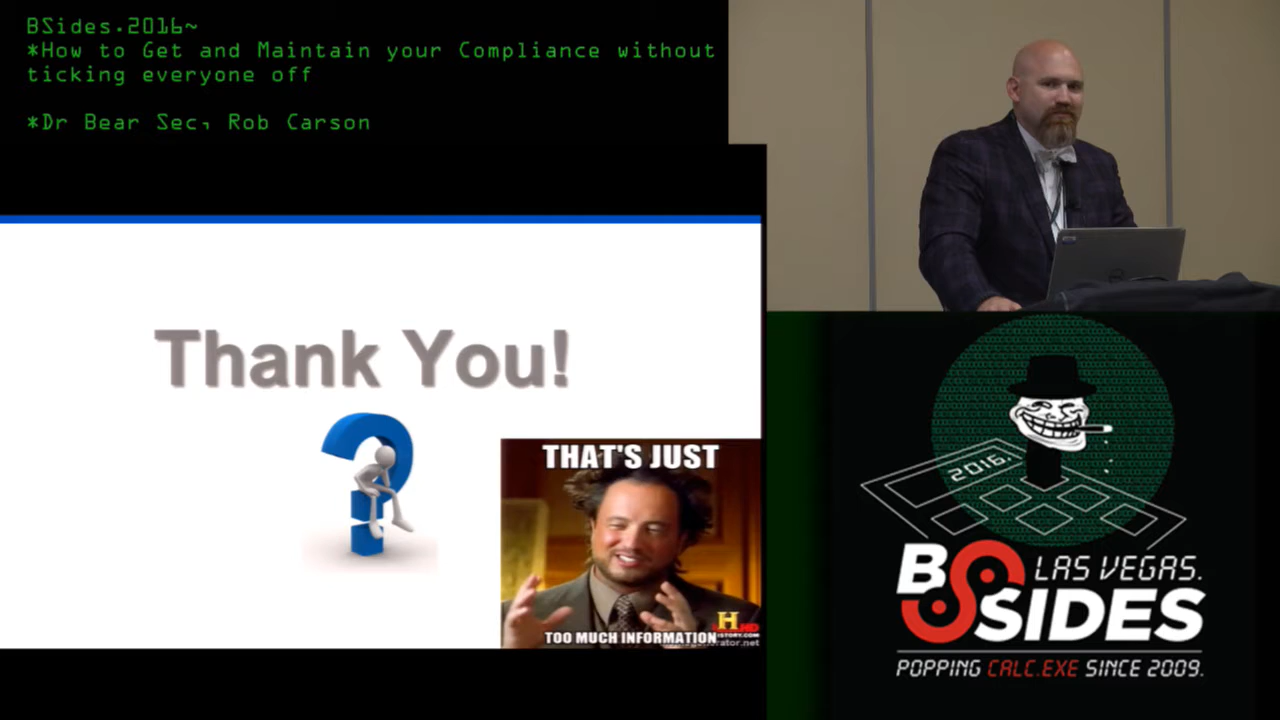 BSides.2016~
*How to Get and Maintain your Compliance without
ticking everyone off
*Dr Bear Sec, Rob Carson
Thank You!
THAT'S JUST
TOO MUCH INFORMATION
H HD
2016.
BSIDES
LAS VEGAS.
POPPING CALC.EXE SINCE 2009.